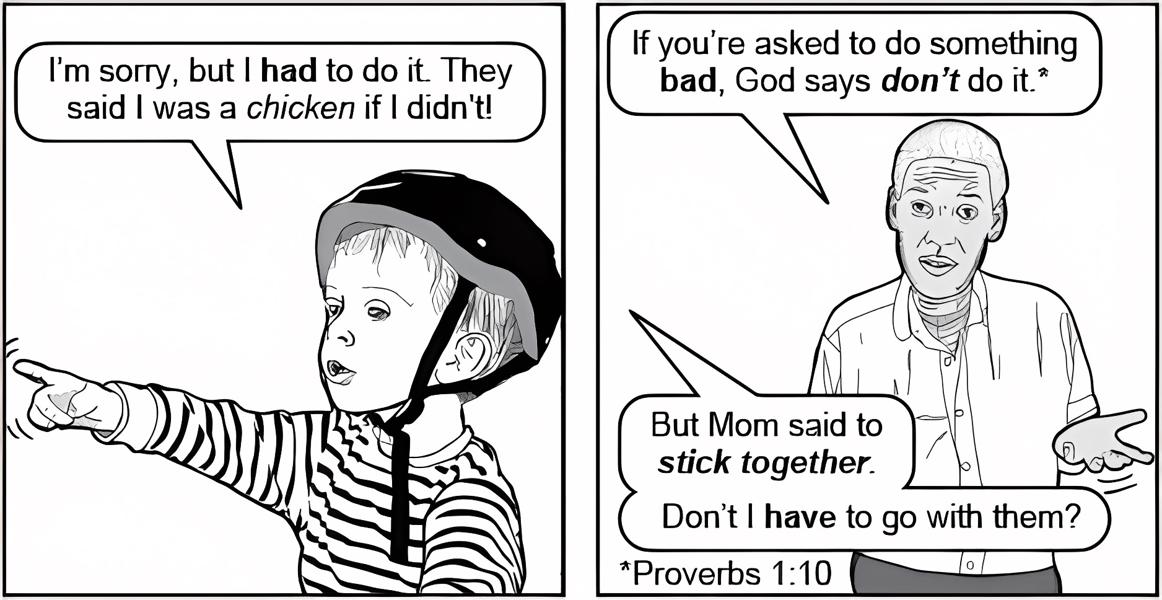 I'm sorry, but I had to do it. They
said I was a chicken if I didn't!
If you're asked to do something
bad, God says don't do it.*
But Mom said to
stick together.
Don't I have to go with them?
*Proverbs 1:10